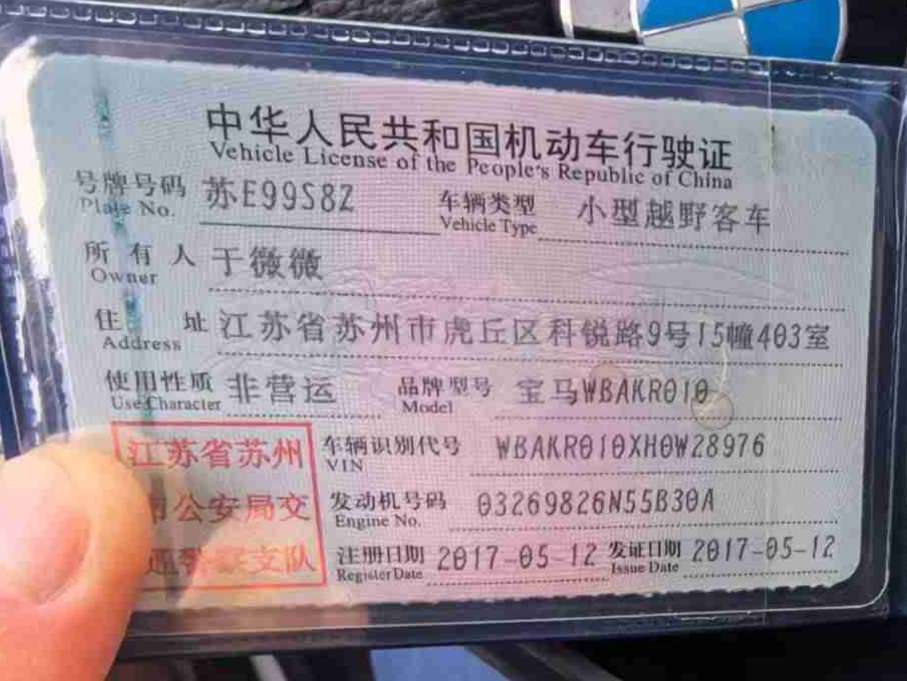 中华人民共和国机动车行驶证
Vehicle License of the People's Republic of China
号牌号码 苏E99S8Z 车辆类型 小型越野客车
Plate No. Vehicle Type
所有人 于微微
Owner
住址 江苏省苏州市虎丘区科锐路9号15幢403室
Address
使用性质 非营运 品牌型号 宝马WBAKR010
Use Character Model
江苏省苏州 车辆识别代号 WBAKR010XH0W28976
VIN
市公安局交 发动机号码 03269826N55B30A
Engine No.
通警察支队 注册日期 2017-05-12 发证日期 2017-05-12
Register Date Issue Date